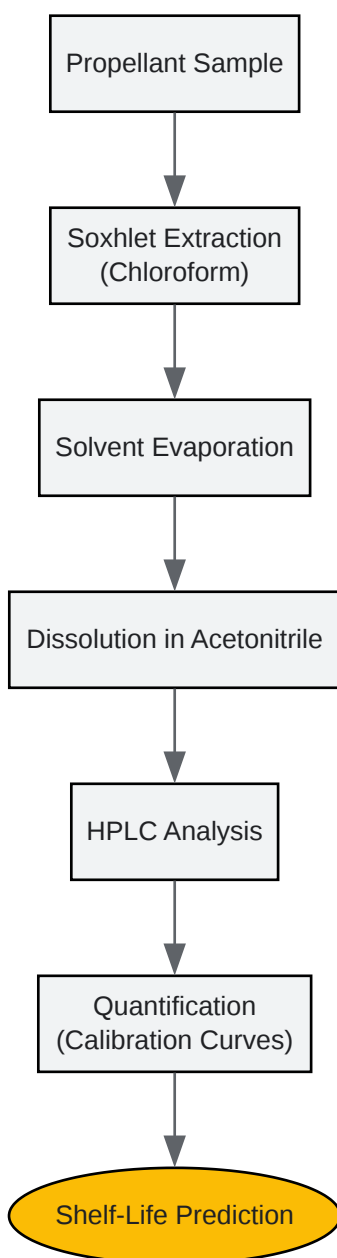 Propellant Sample
Soxhlet Extraction
(Chloroform)
Solvent Evaporation
Dissolution in Acetonitrile
HPLC Analysis
Quantification
(Calibration Curves)
Shelf-Life Prediction